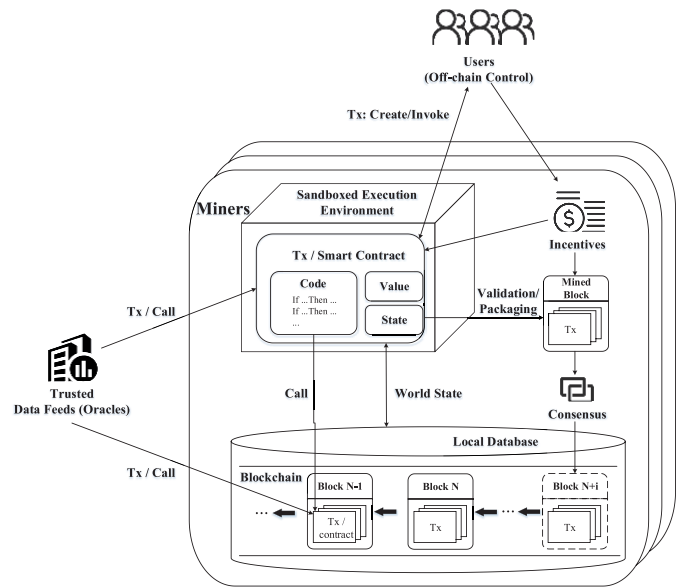 Users
(Off-chain Control)
Tx: Create/Invoke
Miners
Sandboxed Execution
Environment
Tx / Smart Contract
Code
If ...Then ...
If ...Then ...
...
Value
State
Incentives
Validation/
Packaging
Mined
Block
Tx
Tx / Call
Trusted
Data Feeds (Oracles)
Call
World State
Consensus
Tx / Call
Local Database
Blockchain
Block N-1
Block N
Block N+i
...
Tx /
contract
Tx
...
Tx